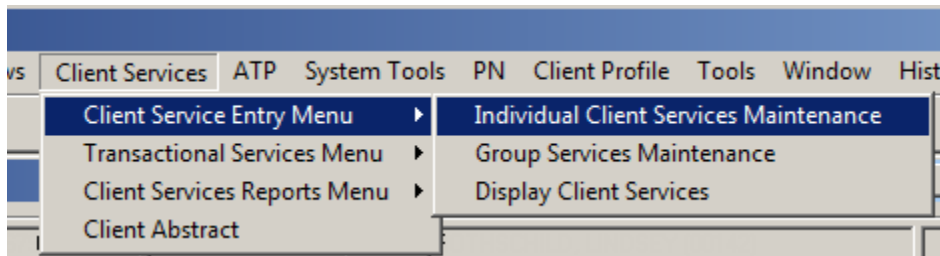 Client Services ATP System Tools PN Client Profile Tools Window Hist
Client Service Entry Menu Individual Client Services Maintenance
Transactional Services Menu Group Services Maintenance
Client Services Reports Menu Display Client Services
Client Abstract